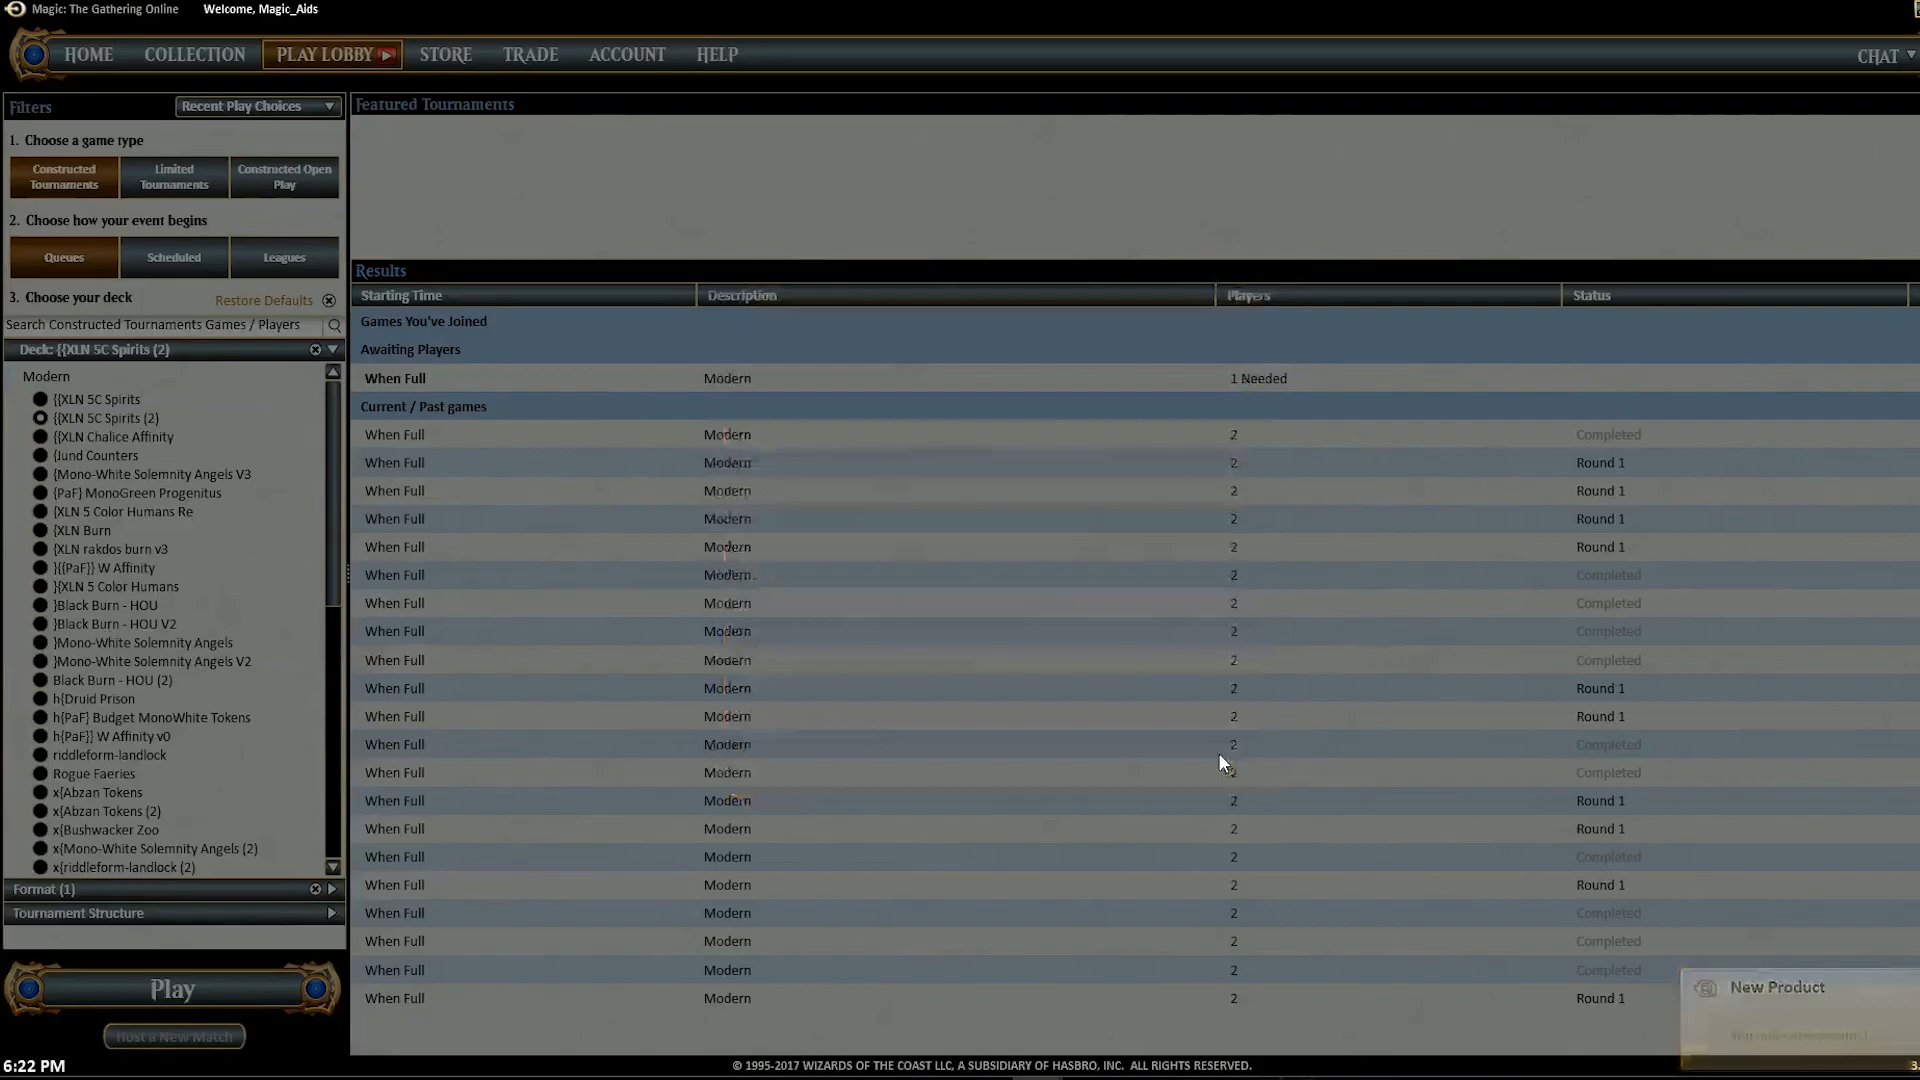 Magic: The Gathering Online Welcome, Magic_Aids
HOME COLLECTION PLAY LOBBY STORE TRADE ACCOUNT HELP CHAT
Filters Recent Play Choices
1. Choose a game type
Constructed Tournaments Limited Tournaments Constructed Open Play
2. Choose how your event begins
Queues Scheduled Leagues
3. Choose your deck Restore Defaults
Search Constructed Tournaments Games / Players
Deck: {{XLN 5C Spirits (2)
Modern
{{XLN 5C Spirits
{{XLN 5C Spirits (2)
{{XLN Chalice Affinity
{Jund Counters
{Mono-White Solemnity Angels V3
{PaF} MonoGreen Progenitus
{XLN 5 Color Humans Re
{XLN Burn
{XLN rakdos burn v3
}{{PaF}} W Affinity
}{XLN 5 Color Humans
}Black Burn - HOU
}Black Burn - HOU V2
}Mono-White Solemnity Angels
}Mono-White Solemnity Angels V2
Black Burn - HOU (2)
h{Druid Prison
h{PaF} Budget MonoWhite Tokens
h{PaF}} W Affinity v0
riddleform-landlock
Rogue Faeries
x{Abzan Tokens
x{Abzan Tokens (2)
x{Bushwacker Zoo
x{Mono-White Solemnity Angels (2)
x{riddleform-landlock (2)
Format (1)
Tournament Structure
Play
Host a New Match
6:22 PM
Featured Tournaments
Results
Starting Time Description Players Status
Games You've Joined
Awaiting Players
When Full Modern 1 Needed
Current / Past games
When Full Modern 2 Completed
When Full Modern 2 Round 1
When Full Modern 2 Round 1
When Full Modern 2 Round 1
When Full Modern 2 Round 1
When Full Modern 2 Completed
When Full Modern 2 Completed
When Full Modern 2 Completed
When Full Modern 2 Completed
When Full Modern 2 Round 1
When Full Modern 2 Round 1
When Full Modern 2 Completed
When Full Modern 2 Completed
When Full Modern 2 Round 1
When Full Modern 2 Round 1
When Full Modern 2 Completed
When Full Modern 2 Round 1
When Full Modern 2 Completed
When Full Modern 2 Completed
When Full Modern 2 Completed
When Full Modern 2 Round 1
New Product
© 1995-2017 WIZARDS OF THE COAST LLC, A SUBSIDIARY OF HASBRO, INC. ALL RIGHTS RESERVED.
3.